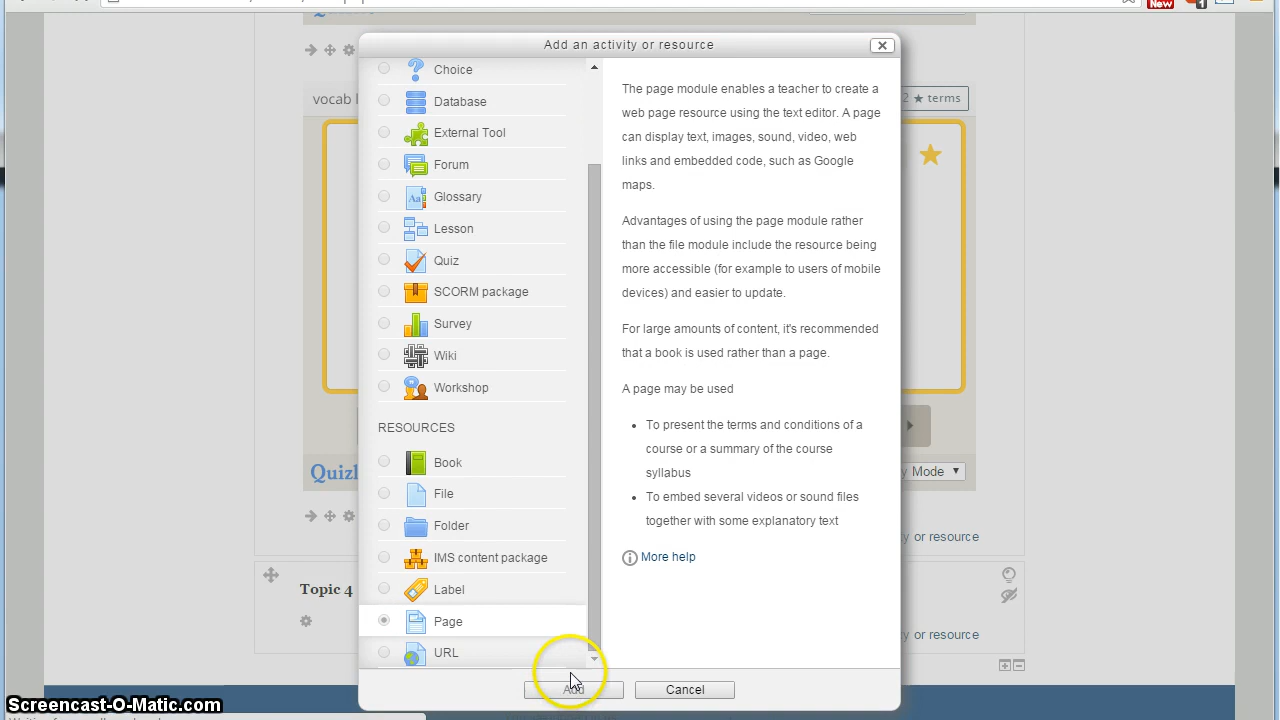 New
1
Add an activity or resource
Choice
Database
External Tool
Forum
Glossary
Lesson
Quiz
SCORM package
Survey
Wiki
Workshop
RESOURCES
Book
File
Folder
IMS content package
Label
Page
URL
The page module enables a teacher to create a
web page resource using the text editor. A page
can display text, images, sound, video, web
links and embedded code, such as Google
maps.
Advantages of using the page module rather
than the file module include the resource being
more accessible (for example to users of mobile
devices) and easier to update.
For large amounts of content, it's recommended
that a book is used rather than a page.
A page may be used
• To present the terms and conditions of a
course or a summary of the course
syllabus
• To embed several videos or sound files
together with some explanatory text
More help
Add
Cancel
vocab
2 ★ terms
Quizl
y Mode
y or resource
Topic 4
y or resource
Screencast-O-Matic.com